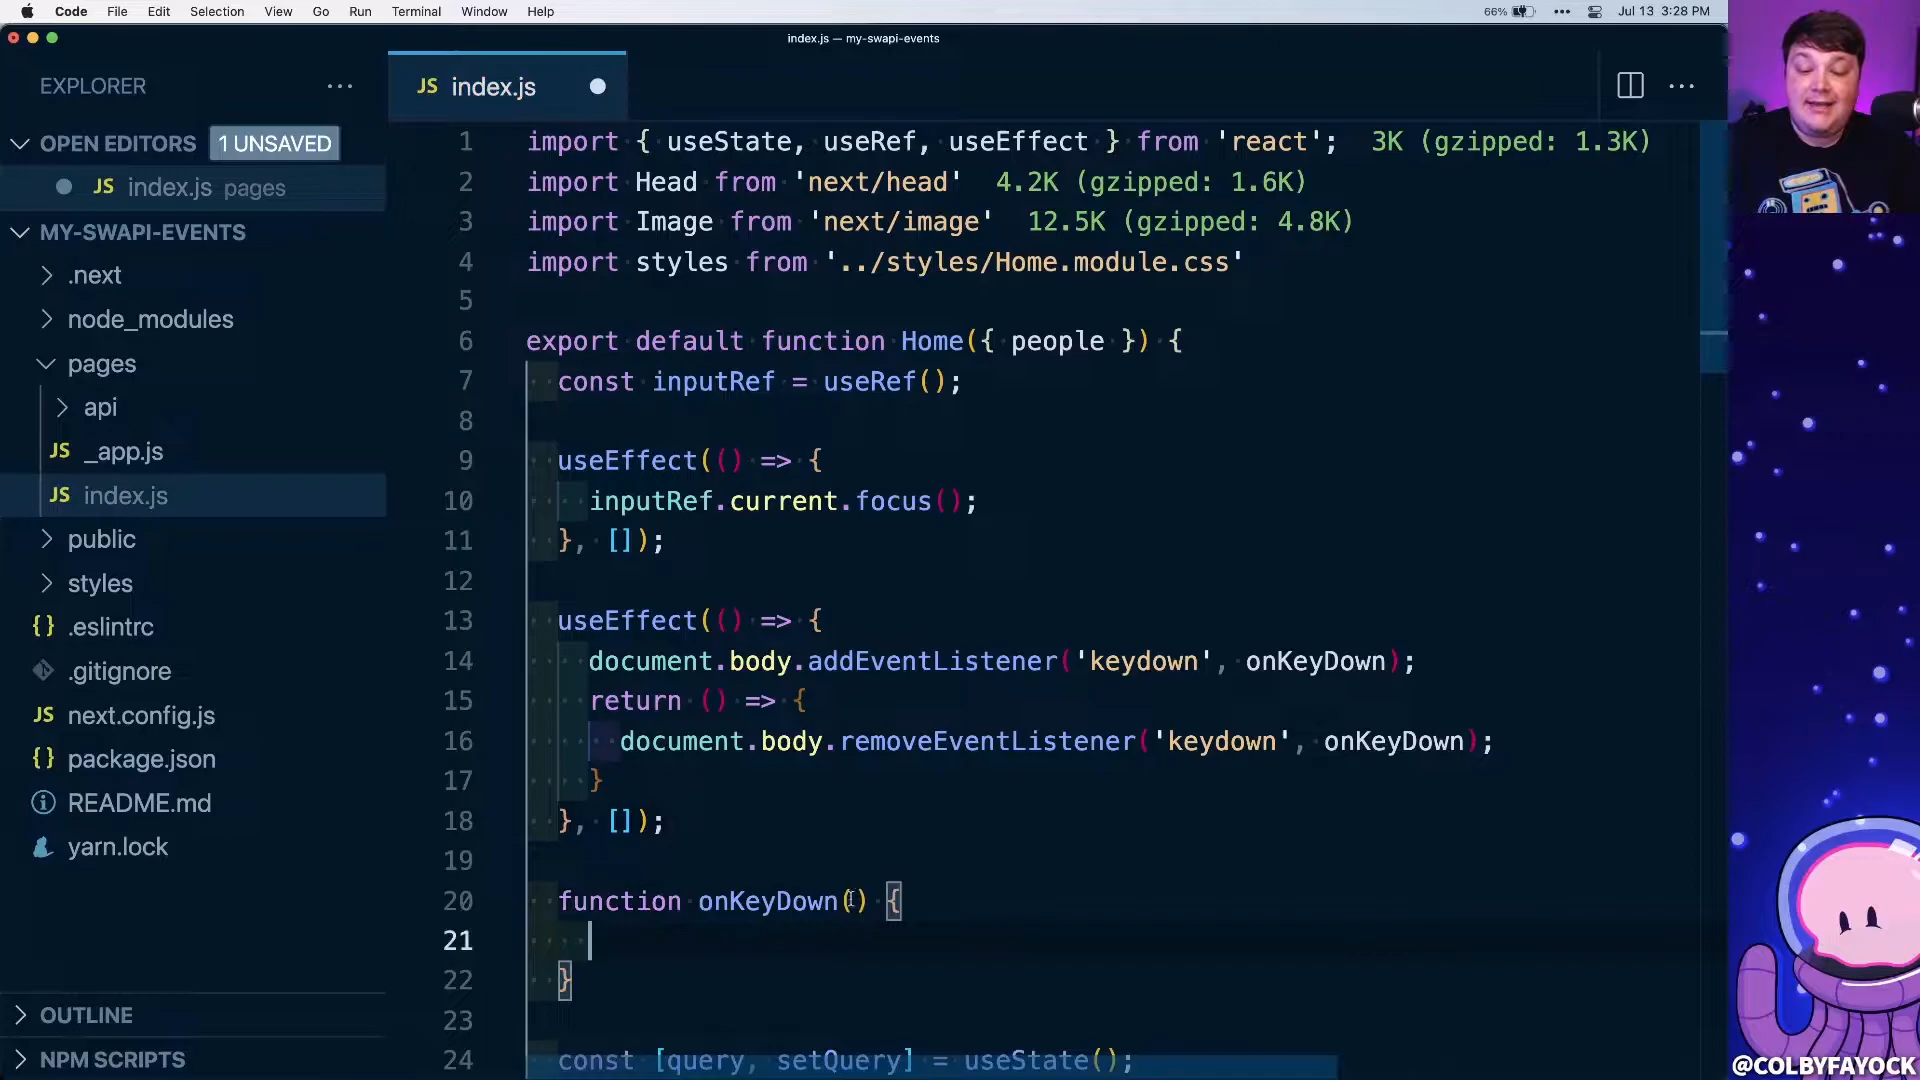 Code File Edit Selection View Go Run Terminal Window Help 66% Jul 13 3:28 PM
index.js — my-swapi-events
EXPLORER
OPEN EDITORS 1 UNSAVED
JS index.js pages
MY-SWAPI-EVENTS
.next
node_modules
pages
api
JS _app.js
JS index.js
public
styles
{} .eslintrc
.gitignore
JS next.config.js
{} package.json
README.md
yarn.lock
OUTLINE
NPM SCRIPTS
JS index.js
1 import { useState, useRef, useEffect } from 'react'; 3K (gzipped: 1.3K)
2 import Head from 'next/head' 4.2K (gzipped: 1.6K)
3 import Image from 'next/image' 12.5K (gzipped: 4.8K)
4 import styles from '../styles/Home.module.css'
5
6 export default function Home({ people }) {
7 const inputRef = useRef();
8
9 useEffect(() => {
10 inputRef.current.focus();
11 }, []);
12
13 useEffect(() => {
14 document.body.addEventListener('keydown', onKeyDown);
15 return () => {
16 document.body.removeEventListener('keydown', onKeyDown);
17 }
18 }, []);
19
20 function onKeyDown() {
21
22 }
23
24 const [query, setQuery] = useState();
@COLBYFAYOCK